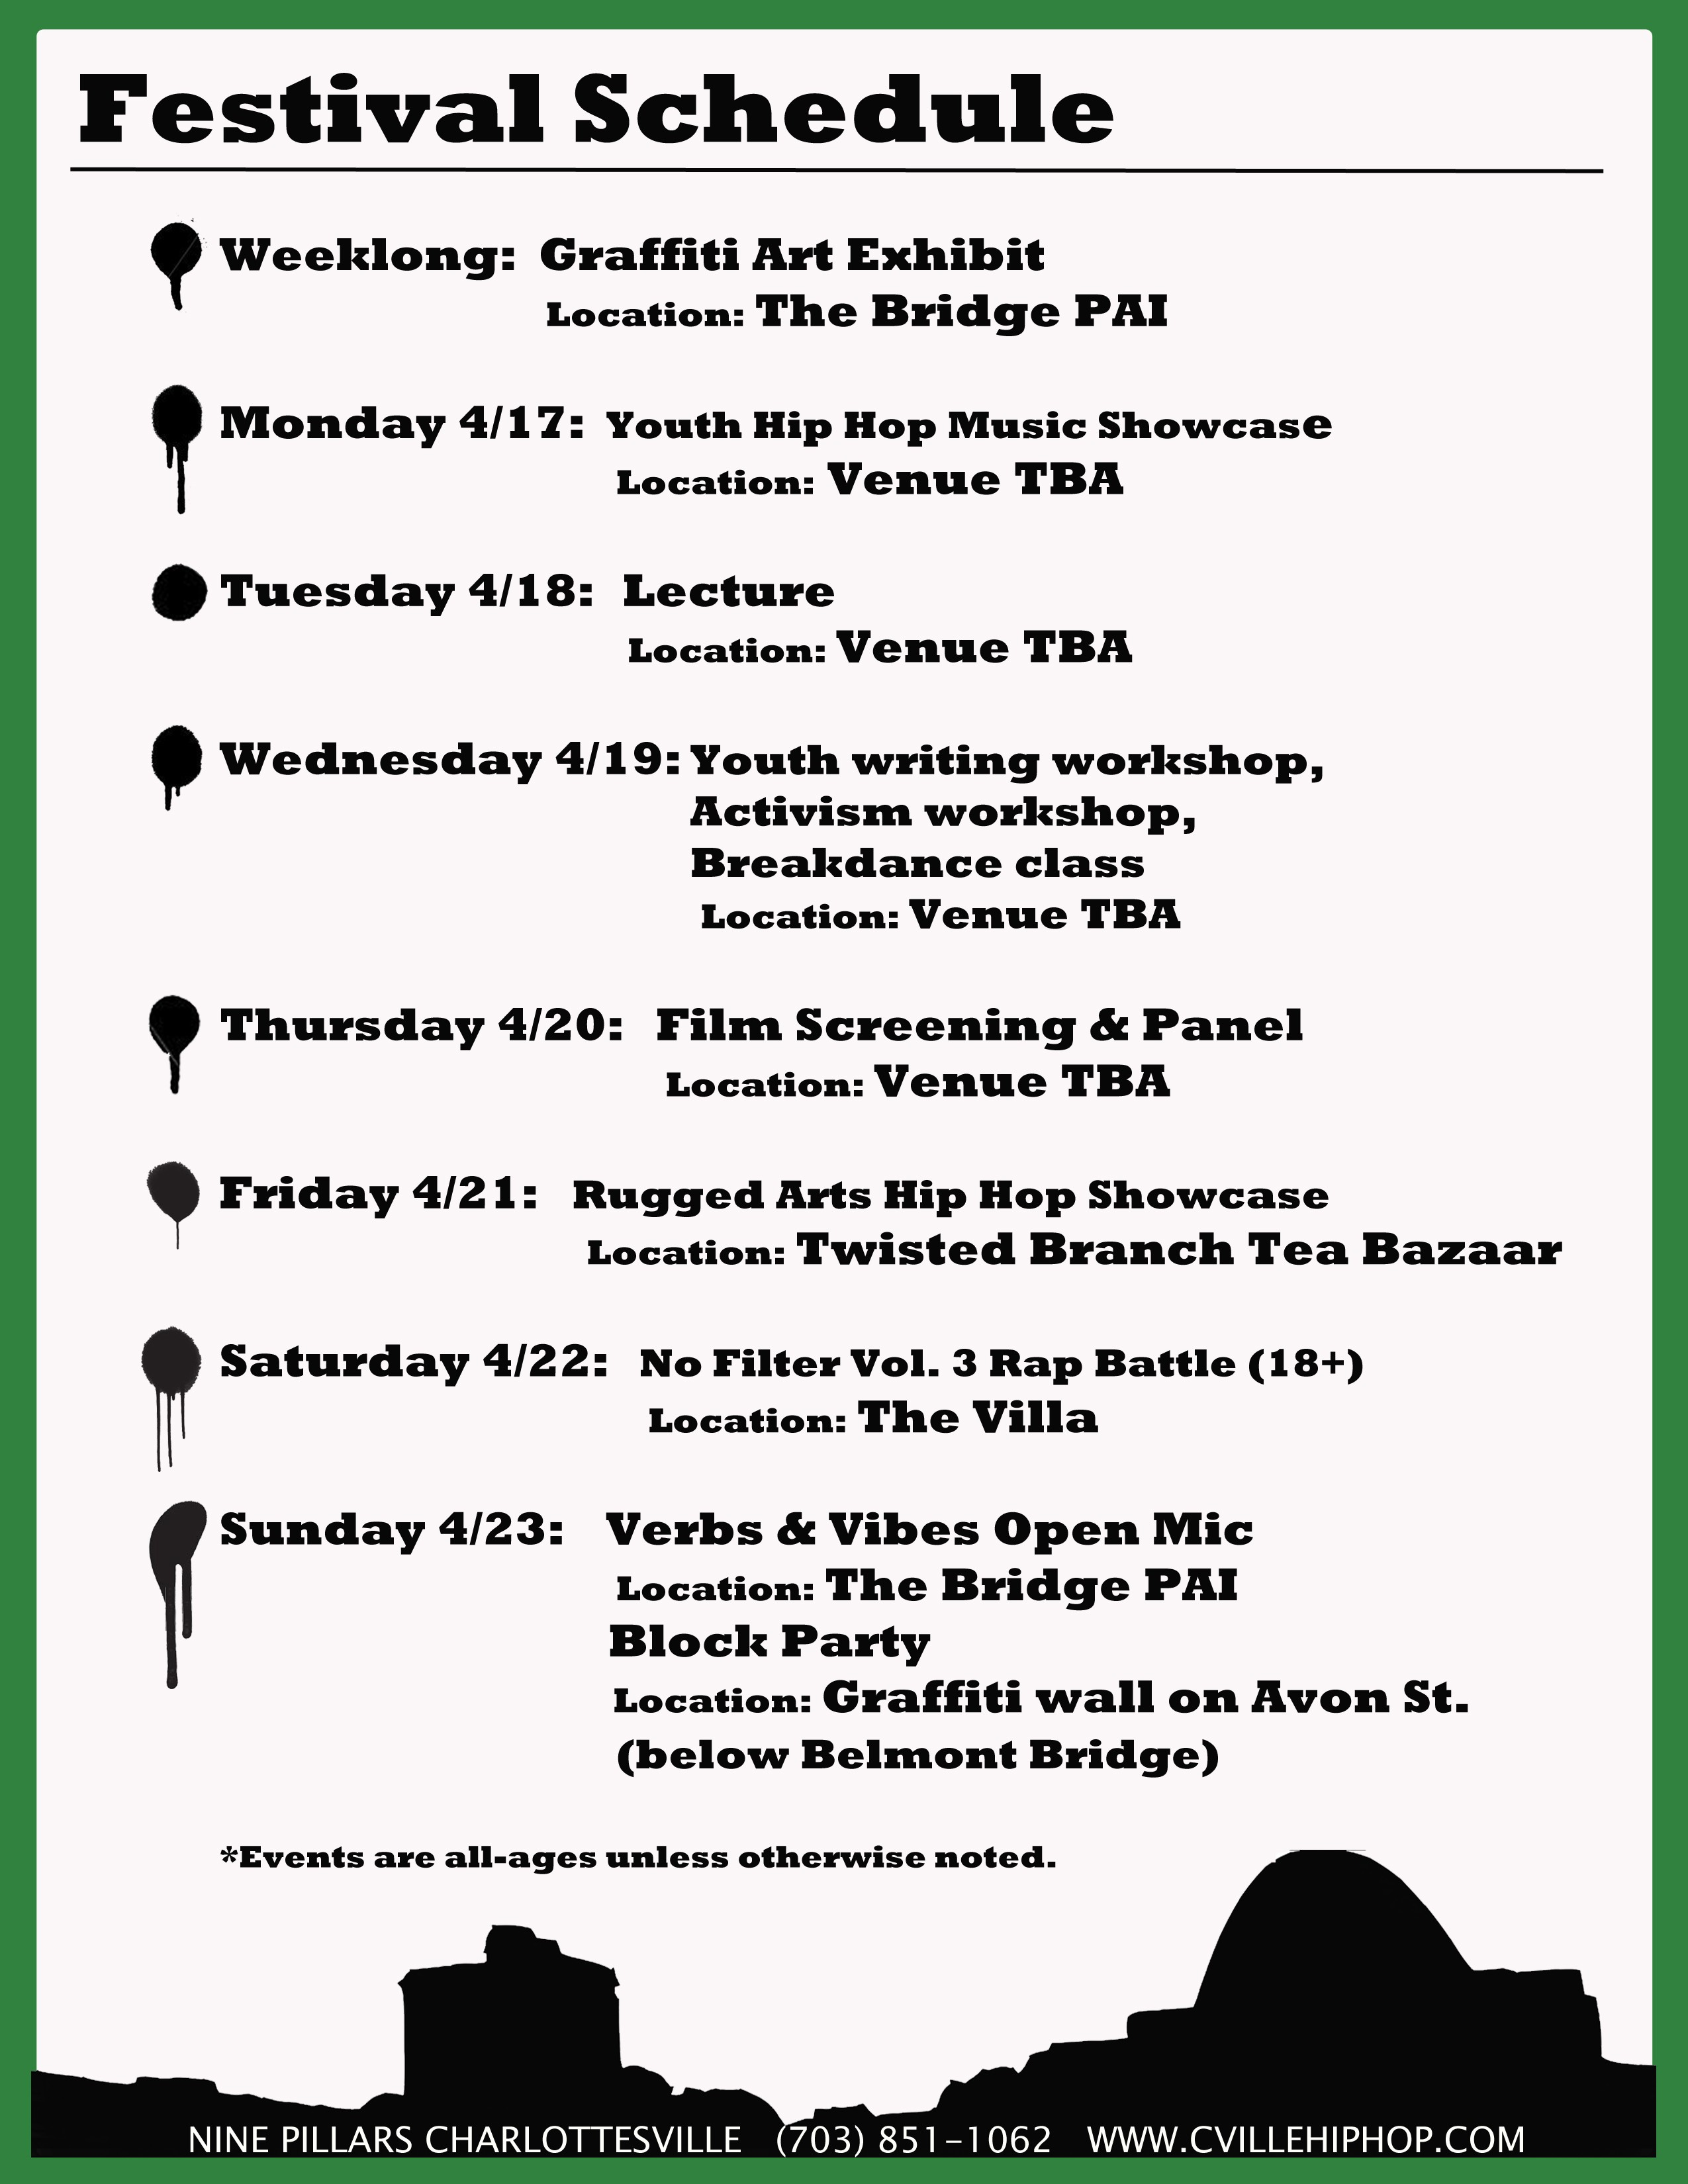 Festival Schedule
Weeklong: Graffiti Art Exhibit
Location: The Bridge PAI
Monday 4/17: Youth Hip Hop Music Showcase
Location: Venue TBA
Tuesday 4/18: Lecture
Location: Venue TBA
Wednesday 4/19: Youth writing workshop,
Activism workshop,
Breakdance class
Location: Venue TBA
Thursday 4/20: Film Screening & Panel
Location: Venue TBA
Friday 4/21: Rugged Arts Hip Hop Showcase
Location: Twisted Branch Tea Bazaar
Saturday 4/22: No Filter Vol. 3 Rap Battle (18+)
Location: The Villa
Sunday 4/23: Verbs & Vibes Open Mic
Location: The Bridge PAI
Block Party
Location: Graffiti wall on Avon St.
(below Belmont Bridge)
*Events are all-ages unless otherwise noted.
NINE PILLARS CHARLOTTESVILLE (703) 851-1062 WWW.CVILLEHIPHOP.COM